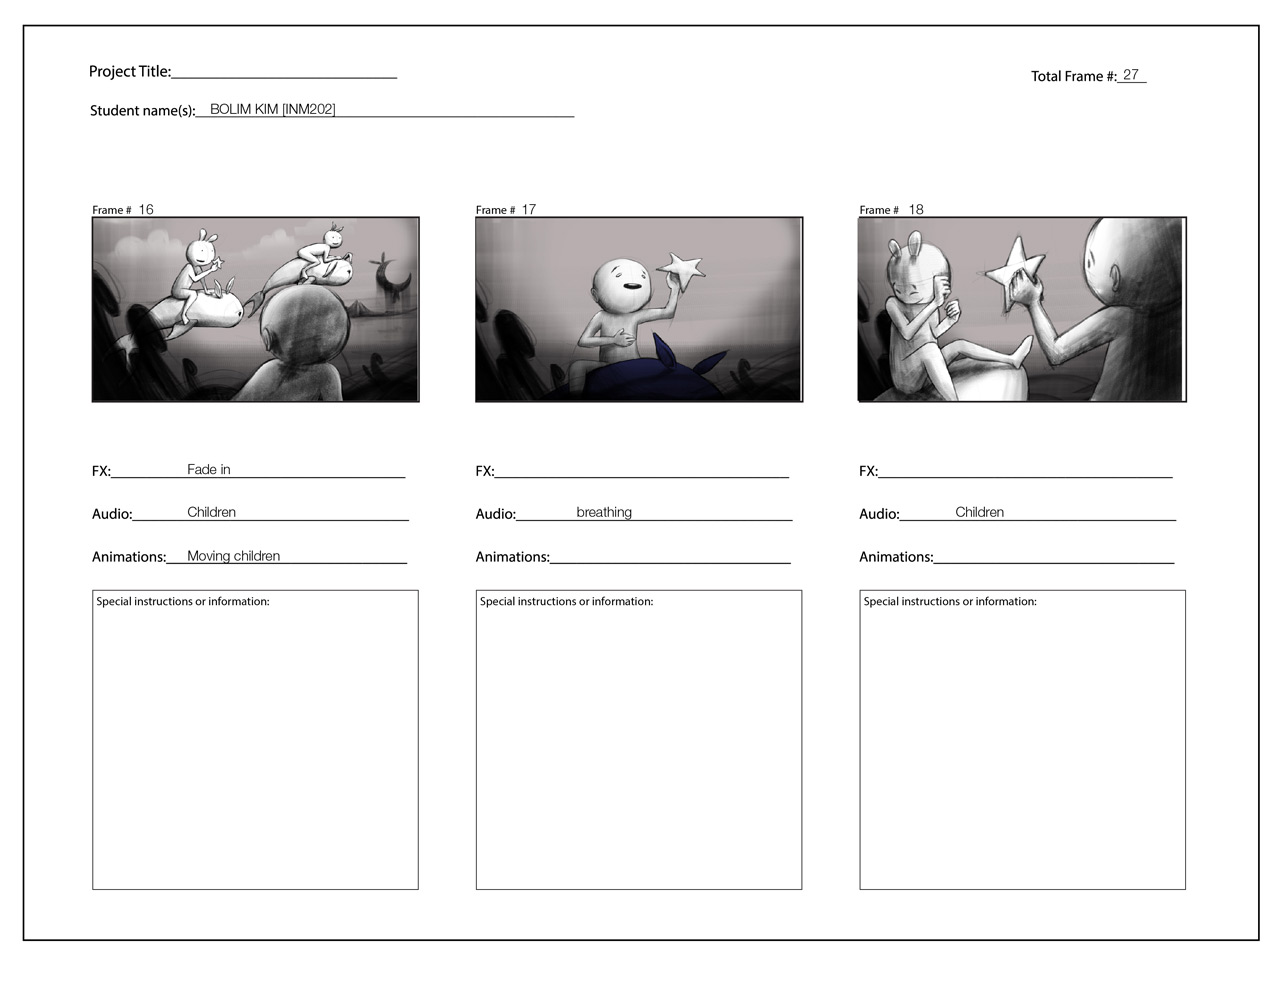 Project Title:
Total Frame #: 27
Student name(s): BOLIM KIM [INM202]
Frame # 16
Frame # 17
Frame # 18
FX: Fade in
FX:
FX:
Audio: Children
Audio: breathing
Audio: Children
Animations: Moving children
Animations:
Animations:
Special instructions or information:
Special instructions or information:
Special instructions or information: